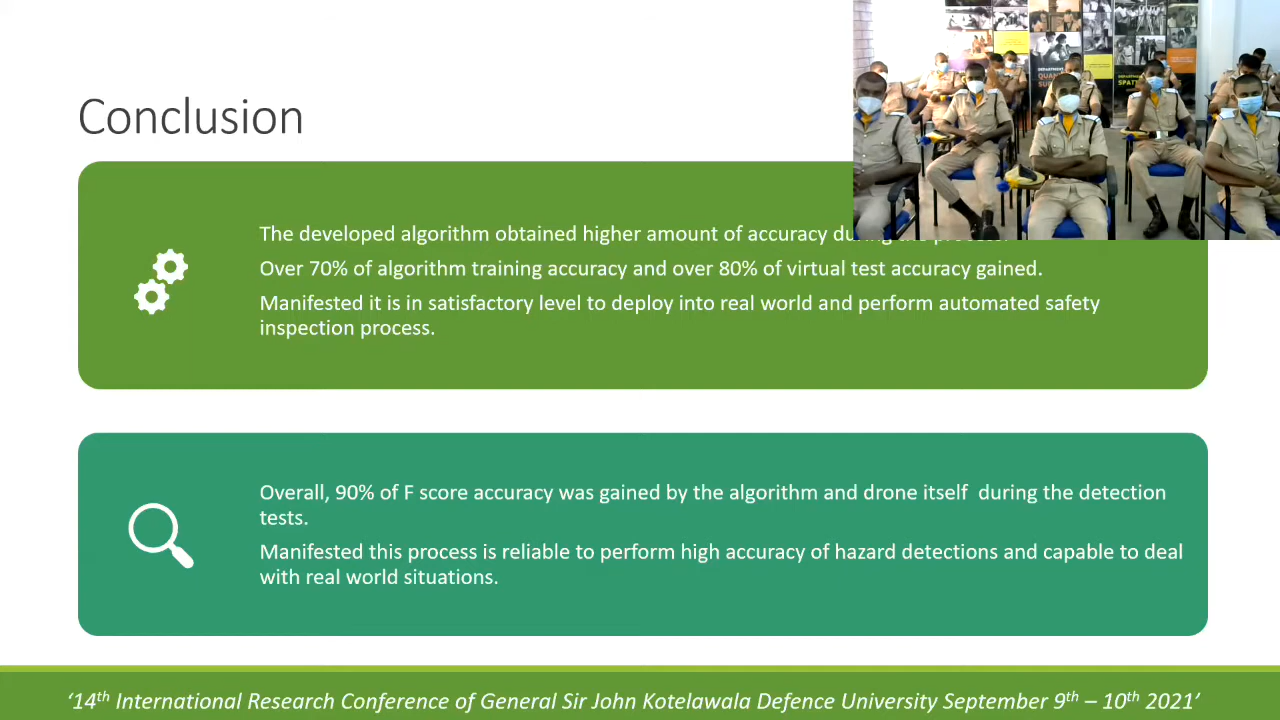 Conclusion
The developed algorithm obtained higher amount of accuracy during the process.
Over 70% of algorithm training accuracy and over 80% of virtual test accuracy gained.
Manifested it is in satisfactory level to deploy into real world and perform automated safety
inspection process.
Overall, 90% of F score accuracy was gained by the algorithm and drone itself during the detection
tests.
Manifested this process is reliable to perform high accuracy of hazard detections and capable to deal
with real world situations.
‘14th International Research Conference of General Sir John Kotelawala Defence University September 9th – 10th 2021’